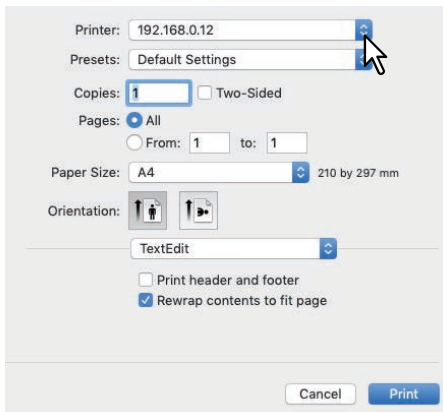 Printer: 192.168.0.12
Presets: Default Settings
Copies: 1 Two-Sided
Pages: All
From: 1 to: 1
Paper Size: A4 210 by 297 mm
Orientation:
TextEdit
Print header and footer
Rewrap contents to fit page
Cancel Print